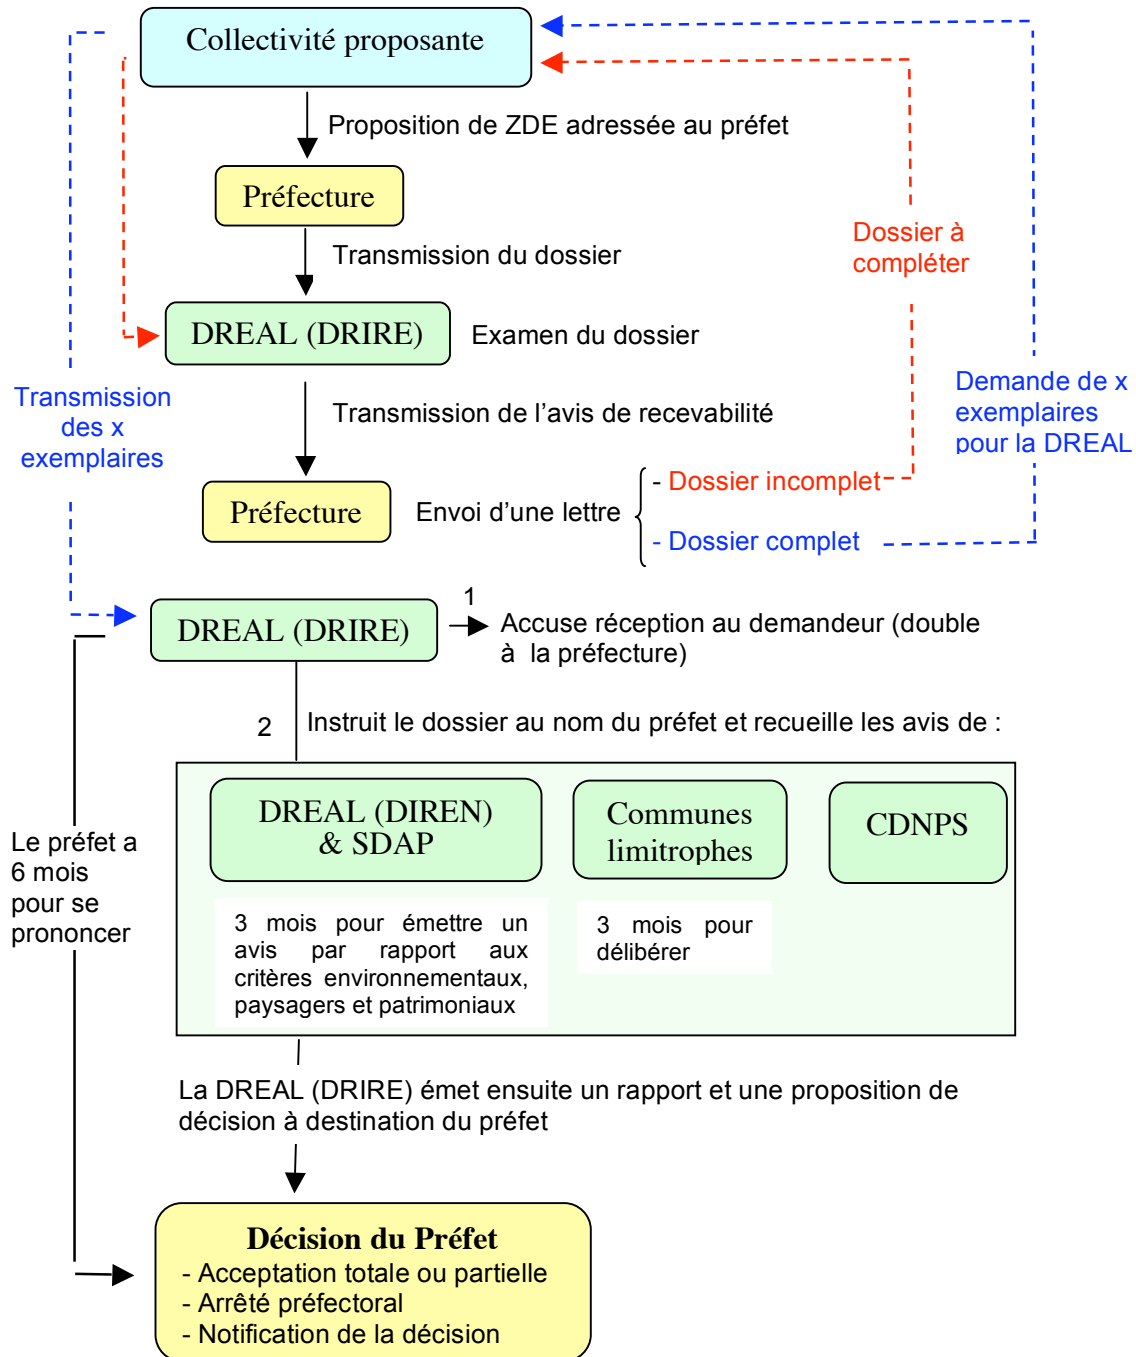 Collectivité proposante
Proposition de ZDE adressée au préfet
Préfecture
Transmission du dossier
Dossier à
compléter
DREAL (DRIRE)
Examen du dossier
Transmission
des x
exemplaires
Demande de x
exemplaires
pour la DREAL
Transmission de l’avis de recevabilité
Préfecture
Envoi d’une lettre
- Dossier incomplet
- Dossier complet
DREAL (DRIRE)
1
Accuse réception au demandeur (double
à la préfecture)
2
Instruit le dossier au nom du préfet et recueille les avis de :
DREAL (DIREN)
& SDAP
Communes
limitrophes
CDNPS
3 mois pour émettre un
avis par rapport aux
critères environnementaux,
paysagers et patrimoniaux
3 mois pour
délibérer
Le préfet a
6 mois
pour se
prononcer
La DREAL (DRIRE) émet ensuite un rapport et une proposition de
décision à destination du préfet
Décision du Préfet
- Acceptation totale ou partielle
- Arrêté préfectoral
- Notification de la décision